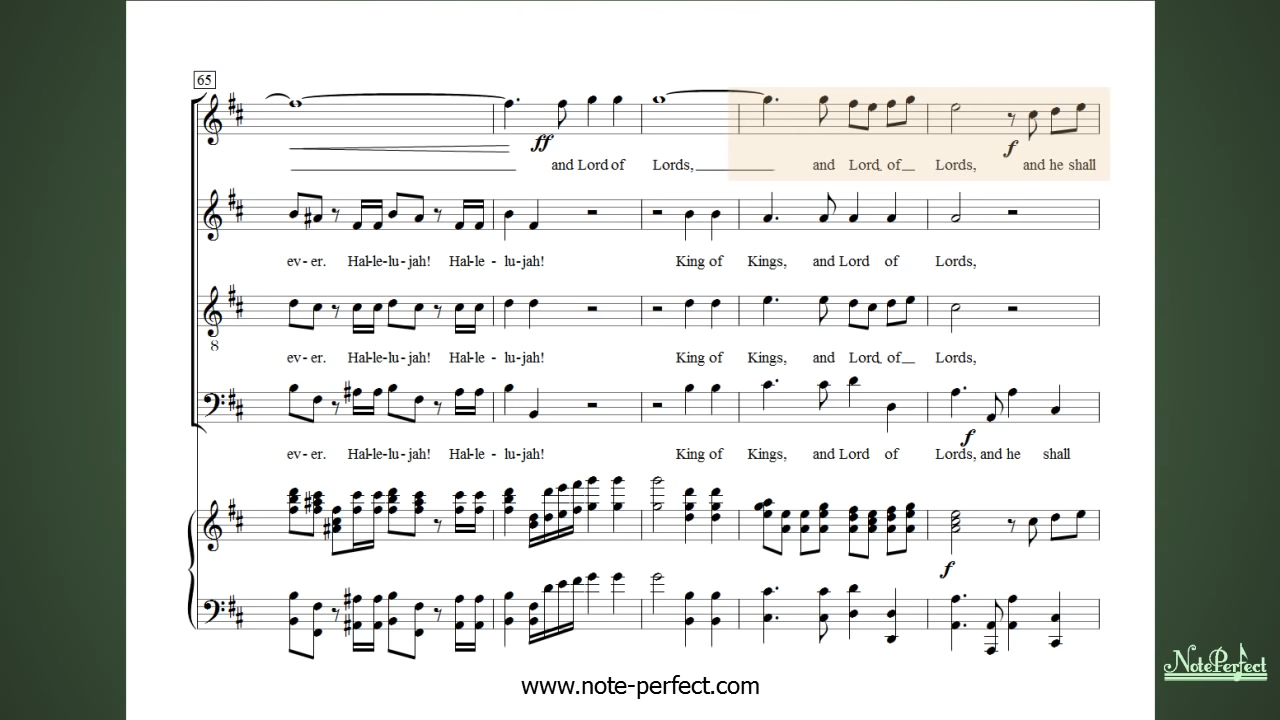 65
ff
and Lord of Lords, and Lord of Lords, and he shall
f
ev - er. Hal-le-lu-jah! Hal-le - lu-jah! King of Kings, and Lord of Lords,
8
ev - er. Hal-le-lu-jah! Hal-le - lu-jah! King of Kings, and Lord of Lords,
f
ev - er. Hal-le-lu-jah! Hal-le - lu-jah! King of Kings, and Lord of Lords, and he shall
f
www.note-perfect.com
NotePerfect